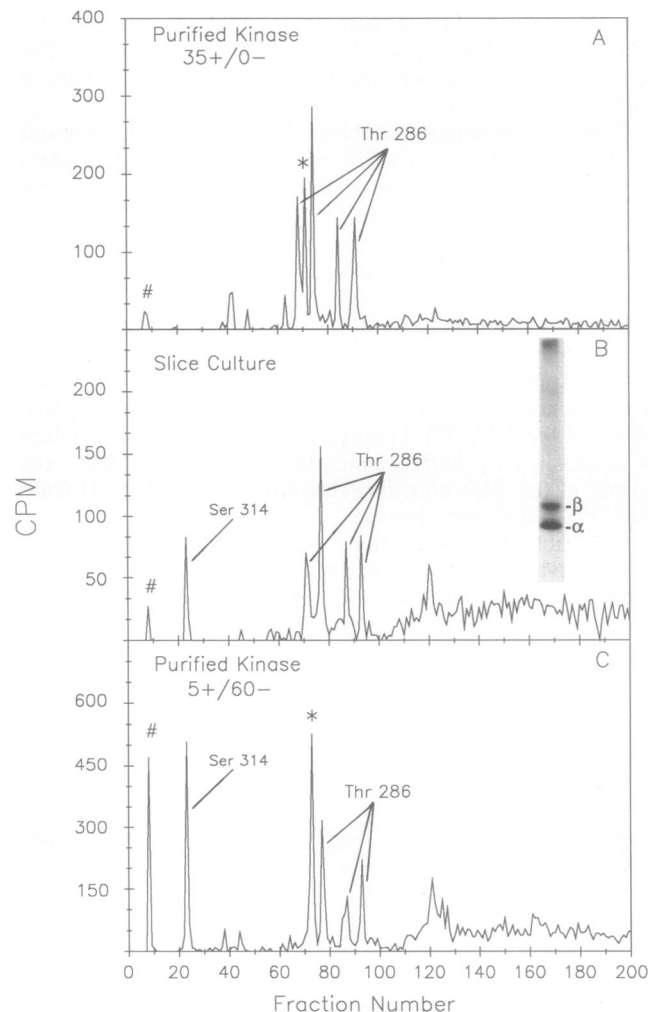 400
Purified Kinase
35+/0-
A
300
Thr 286
*
200
100
#
Slice Culture
B
200
150
Thr 286
CPM
Ser 314
100
-β
-α
50
#
Purified Kinase
5+/60-
C
600
#
*
Ser 314
450
Thr 286
300
150
0 20 40 60 80 100 120 140 160 180 200
Fraction Number